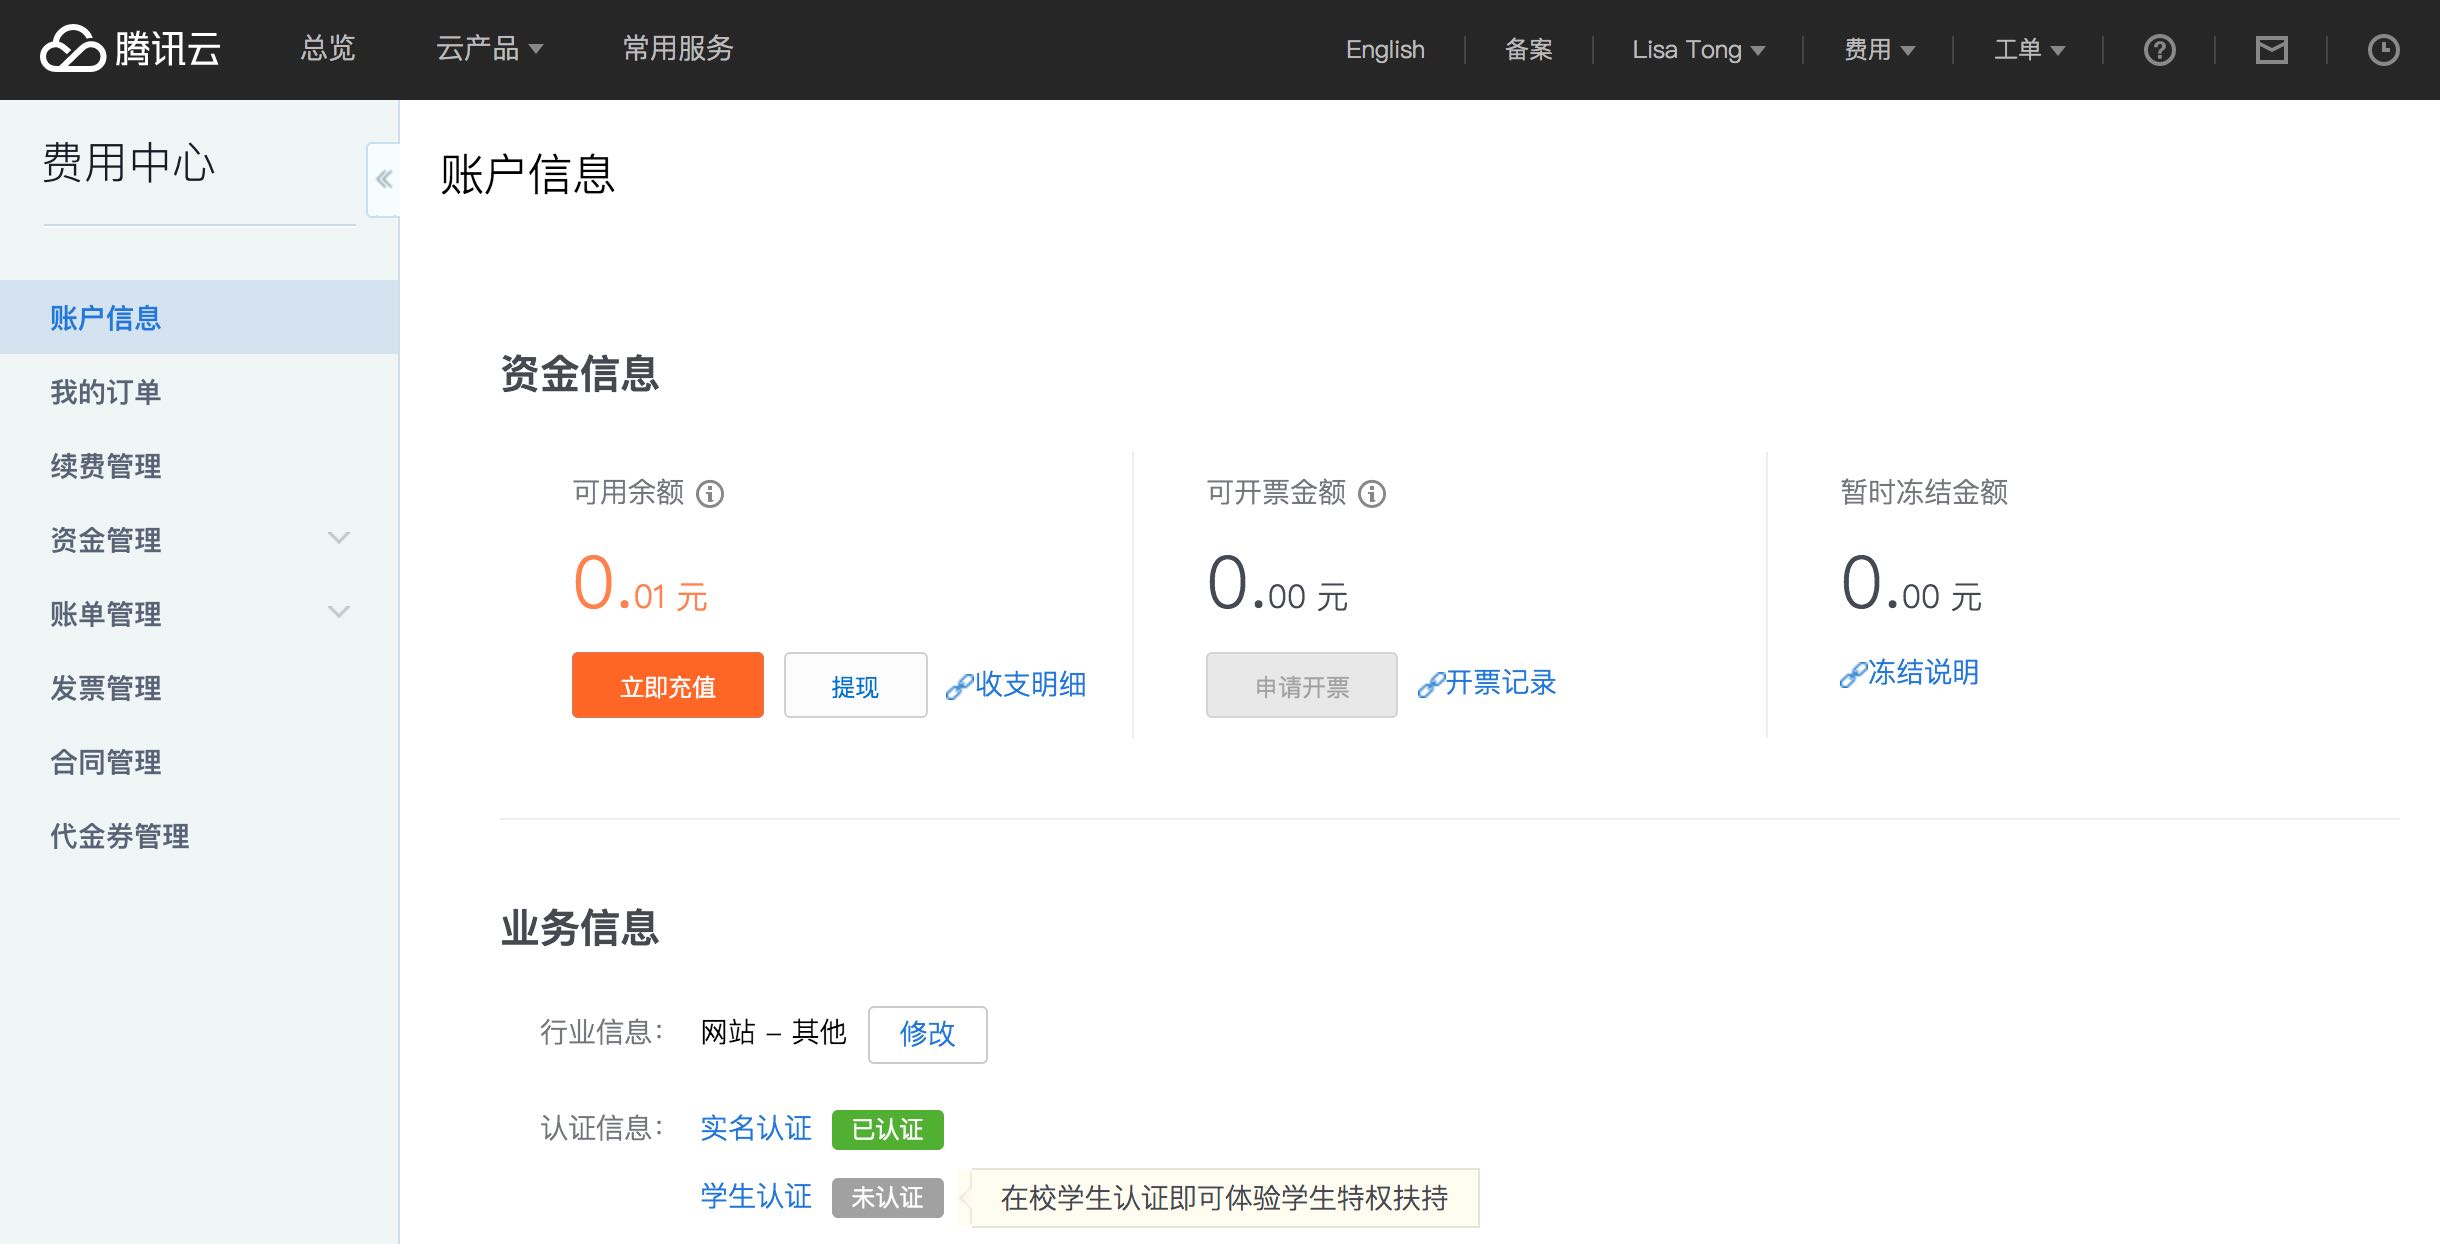 腾讯云 总览 云产品 常用服务 English 备案 Lisa Tong 费用 工单
费用中心
账户信息
我的订单
续费管理
资金管理
账单管理
发票管理
合同管理
代金券管理
账户信息
资金信息
可用余额
0.01 元
立即充值 提现 收支明细
可开票金额
0.00 元
申请开票 开票记录
暂时冻结金额
0.00 元
冻结说明
业务信息
行业信息： 网站 – 其他 修改
认证信息： 实名认证 已认证
学生认证 未认证 在校学生认证即可体验学生特权扶持